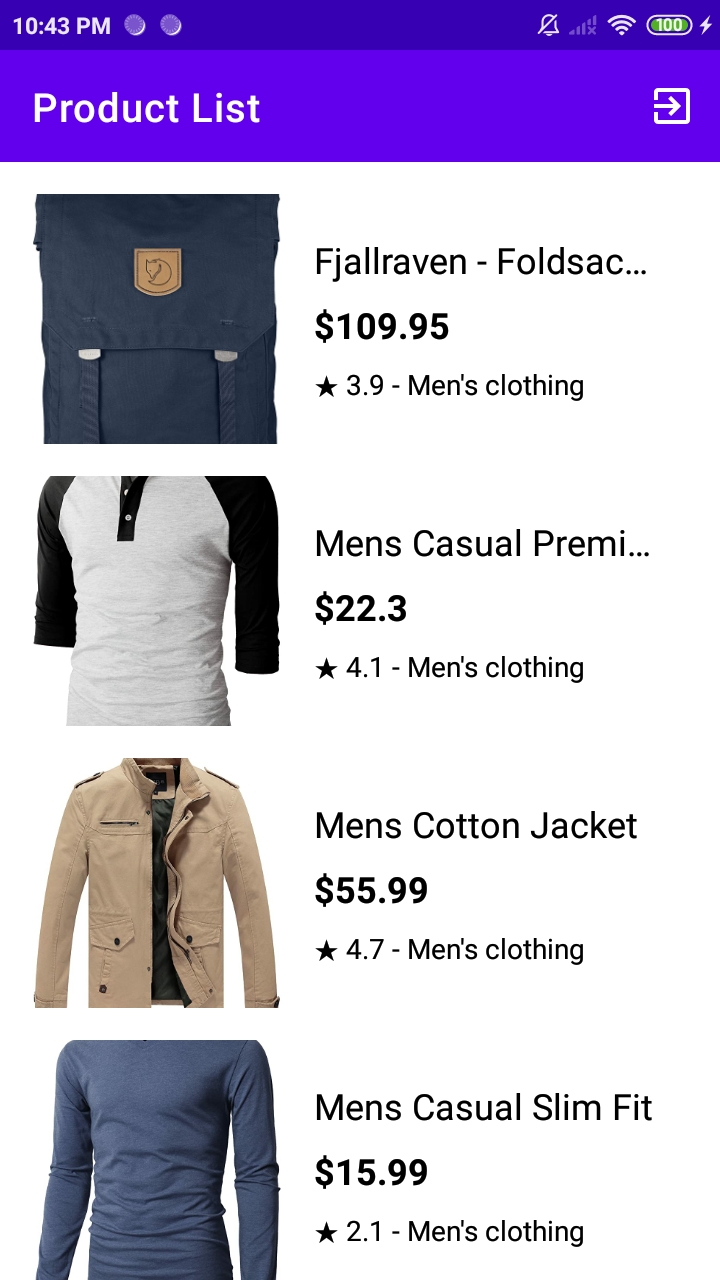 10:43 PM
100
Product List
Fjallraven - Foldsac...
$109.95
★ 3.9 - Men's clothing
Mens Casual Premi...
$22.3
★ 4.1 - Men's clothing
Mens Cotton Jacket
$55.99
★ 4.7 - Men's clothing
Mens Casual Slim Fit
$15.99
★ 2.1 - Men's clothing